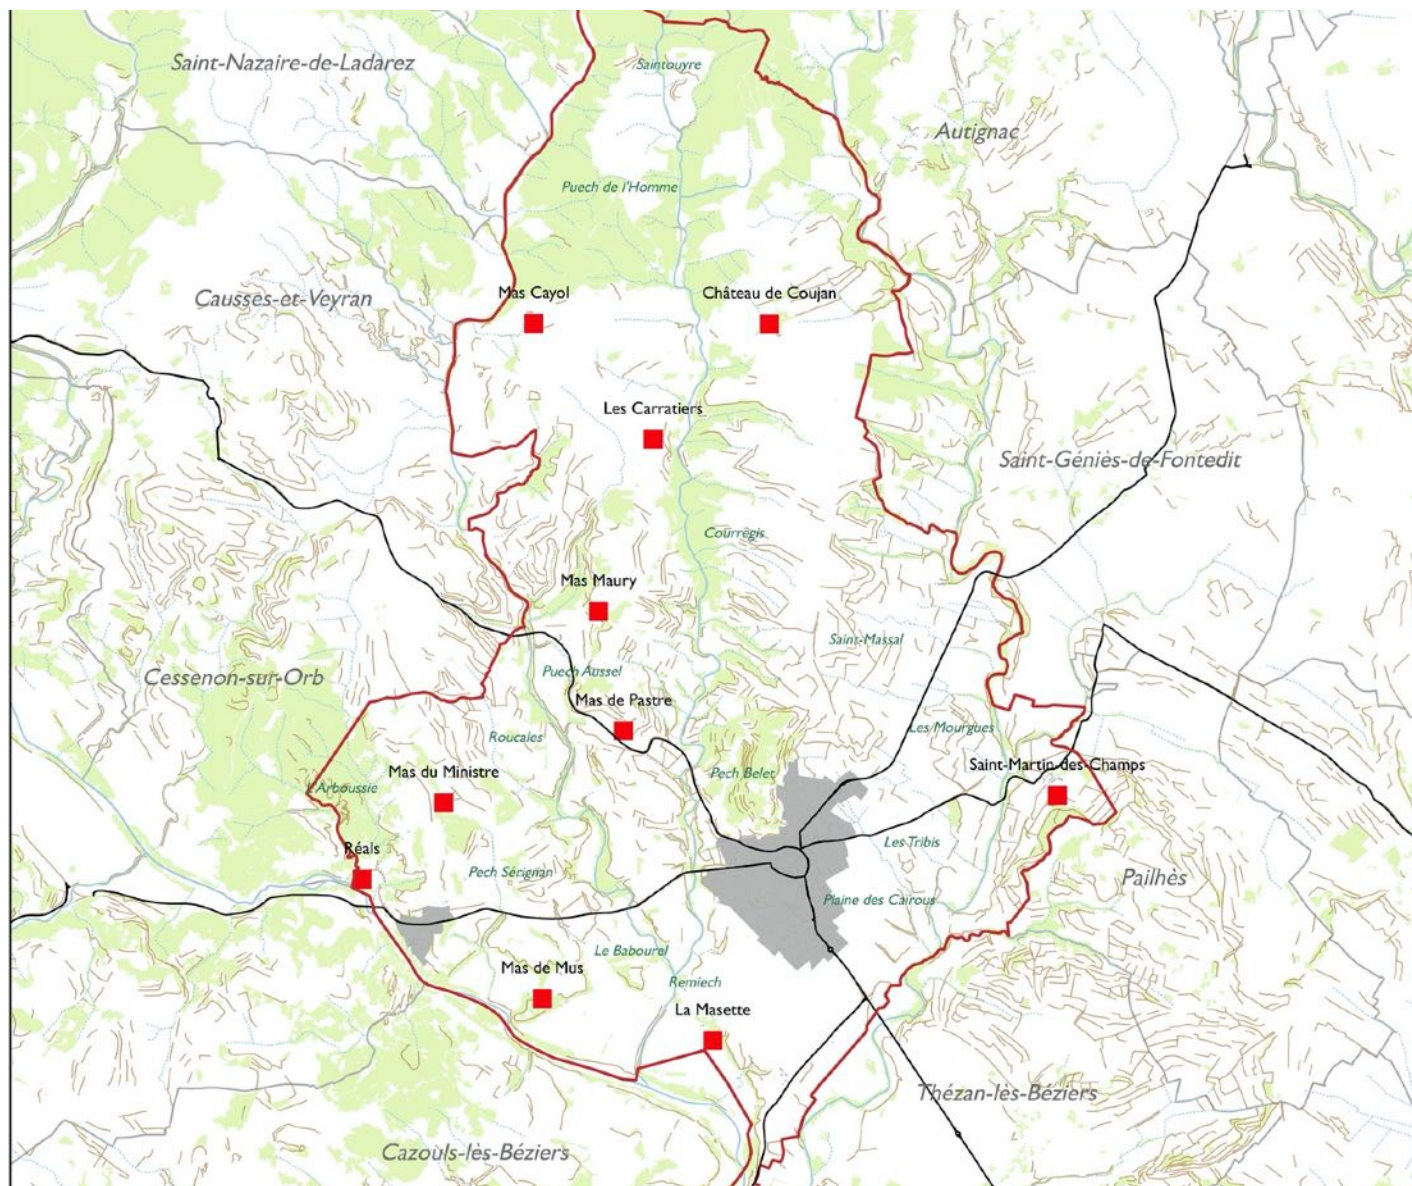 Saint-Nazaire-de-Ladarez
Saintouyre
Autignac
Puech de l'Homme
Causses-et-Veyran
Mas Cayol
Château de Coujan
Les Carratiers
Saint-Géniès-de-Fontedit
Courregis
Mas Maury
Saint-Massal
Puech Aussel
Cessenon-sur-Orb
Mas de Pastre
Les Mourgues
Roucales
Mas du Ministre
Pech Belet
Saint-Martin-des-Champs
L'Arboussie
Réals
Les Tribis
Pech Sérignan
Pailhès
Plaine des Cairous
Le Babourel
Mas de Mus
Remiech
La Masette
Thézan-lès-Béziers
Cazouls-lès-Béziers